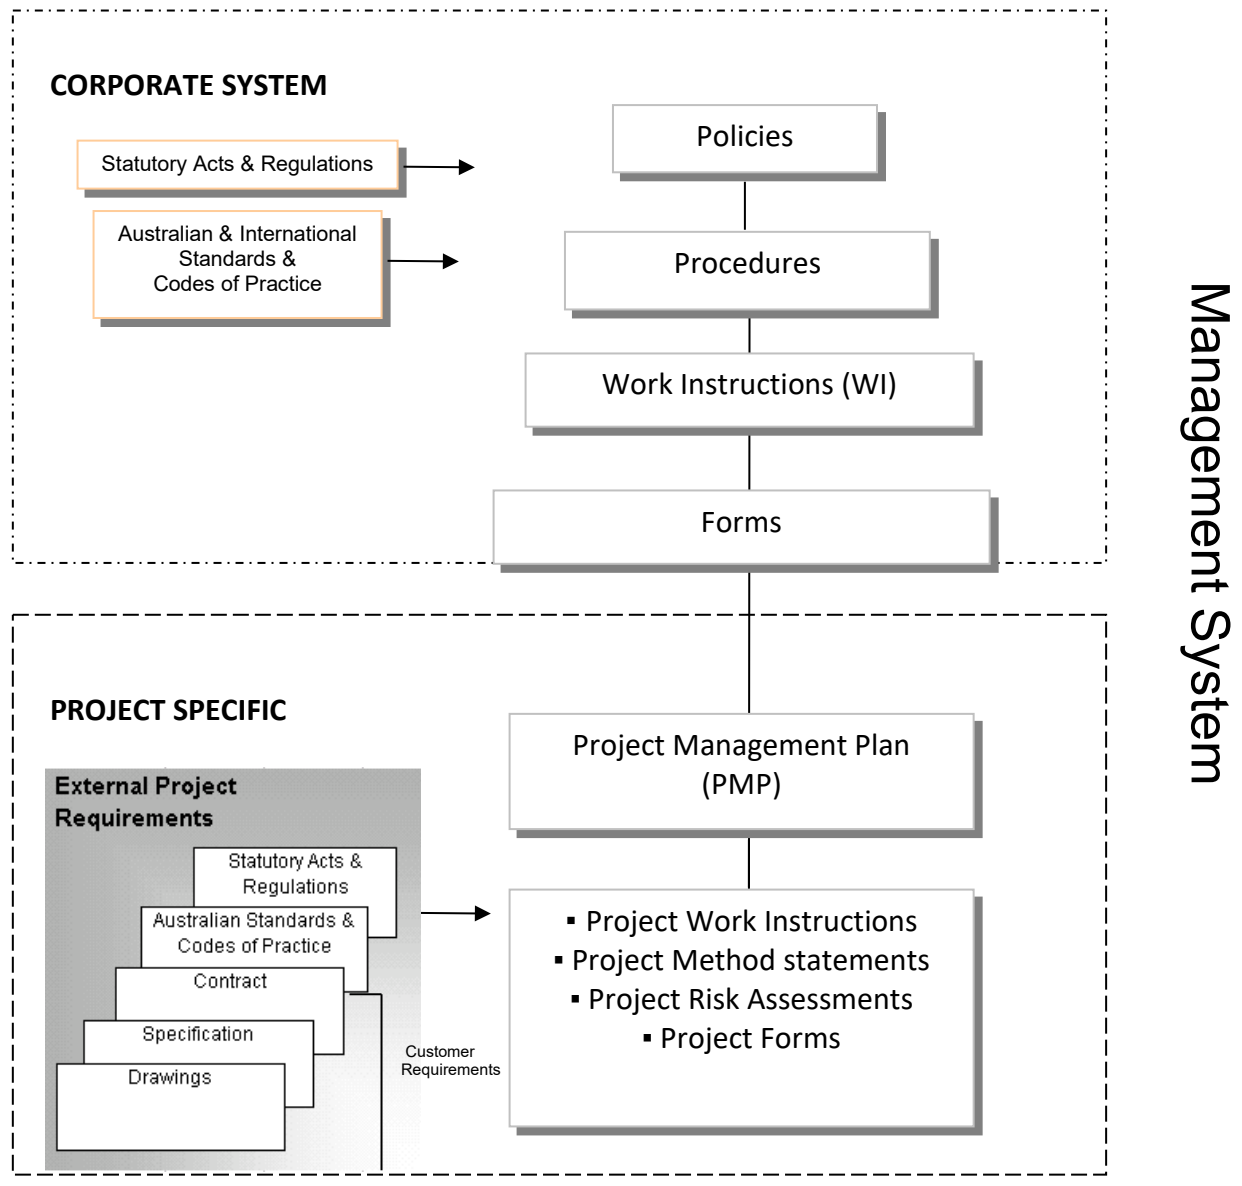 CORPORATE SYSTEM
Statutory Acts & Regulations
Australian & International
Standards &
Codes of Practice
Policies
Procedures
Work Instructions (WI)
Forms
Management System
PROJECT SPECIFIC
External Project
Requirements
Statutory Acts &
Regulations
Australian Standards &
Codes of Practice
Contract
Specification
Drawings
Customer
Requirements
Project Management Plan
(PMP)
▪ Project Work Instructions
▪ Project Method statements
▪ Project Risk Assessments
▪ Project Forms